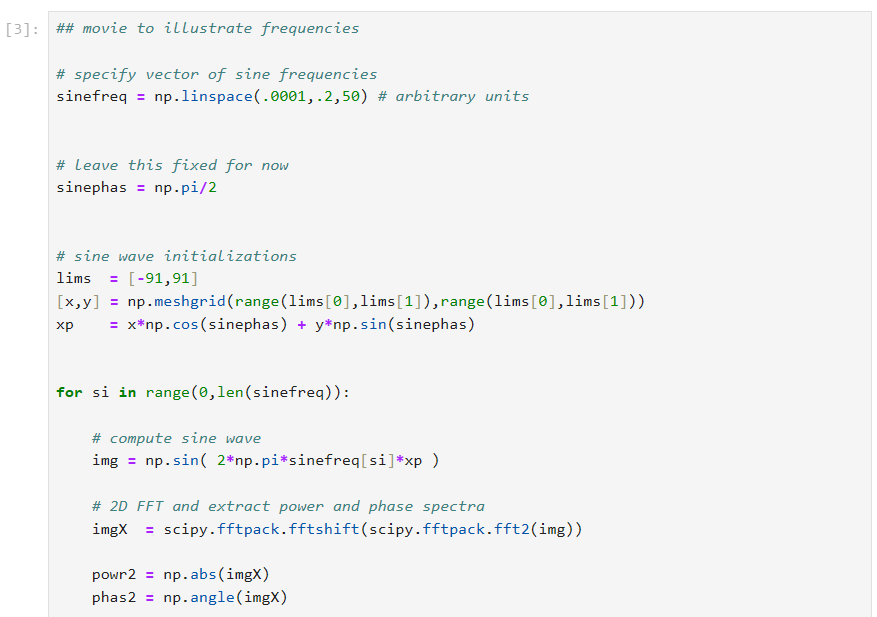 [3]:
## movie to illustrate frequencies
# specify vector of sine frequencies
sinefreq = np.linspace(.0001,.2,50) # arbitrary units
# leave this fixed for now
sinephas = np.pi/2
# sine wave initializations
lims  = [-91,91]
[x,y] = np.meshgrid(range(lims[0],lims[1]),range(lims[0],lims[1]))
xp    = x*np.cos(sinephas) + y*np.sin(sinephas)
for si in range(0,len(sinefreq)):
    # compute sine wave
    img = np.sin( 2*np.pi*sinefreq[si]*xp )
    # 2D FFT and extract power and phase spectra
    imgX  = scipy.fftpack.fftshift(scipy.fftpack.fft2(img))
    powr2 = np.abs(imgX)
    phas2 = np.angle(imgX)